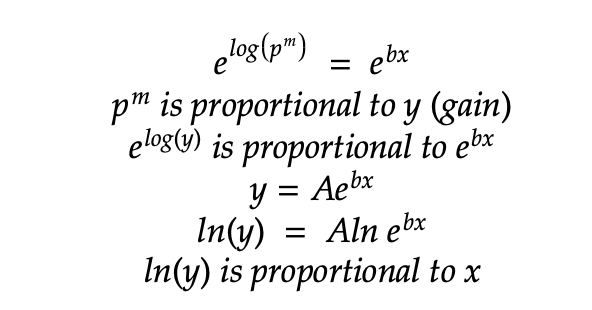 e^{log(p^m)} = e^{bx}
p^m is proportional to y (gain)
e^{log(y)} is proportional to e^{bx}
y = Ae^{bx}
ln(y) = Aln e^{bx}
ln(y) is proportional to x